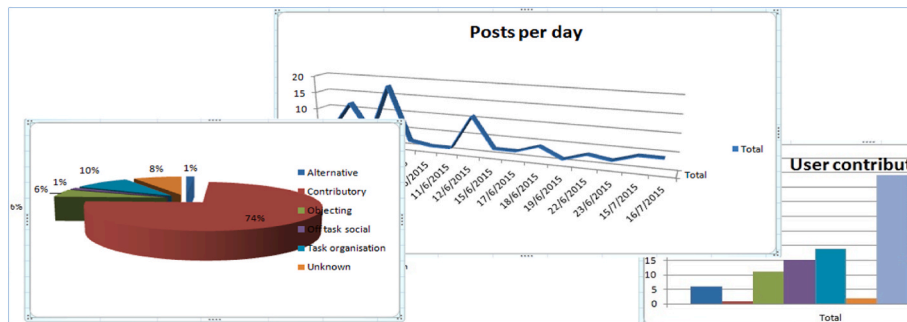 Posts per day
20
15
10
Total
Total
11/6/2015
12/6/2015
15/6/2015
17/6/2015
18/6/2015
19/6/2015
22/6/2015
23/6/2015
15/7/2015
16/7/2015
1%
8%
10%
1%
6%
6%
74%
Alternative
Contributory
Objecting
Off task social
Task organisation
Unknown
User contribut
15
10
5
0
Total